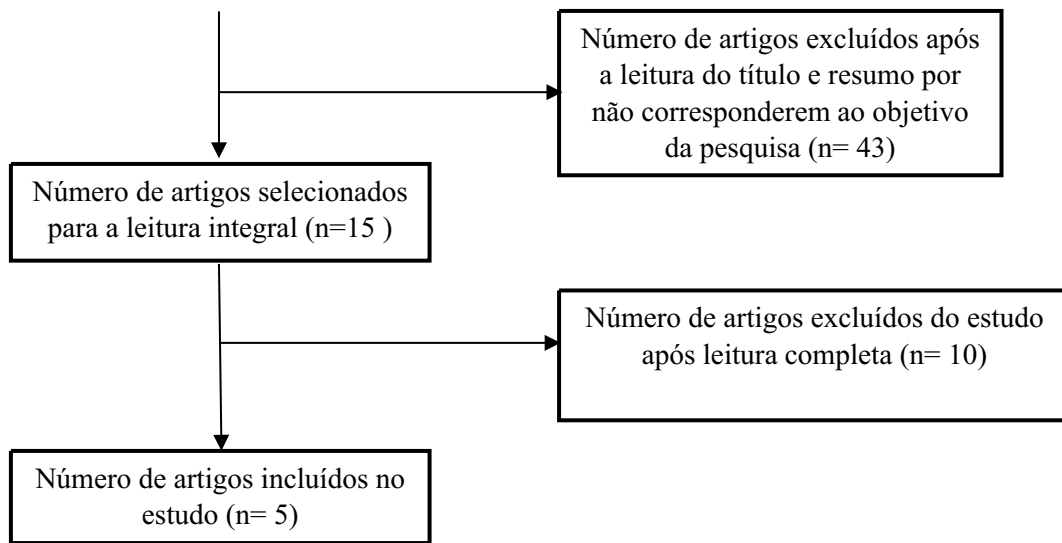 Número de artigos excluídos após
a leitura do título e resumo por
não corresponderem ao objetivo
da pesquisa (n= 43)
Número de artigos selecionados
para a leitura integral (n=15 )
Número de artigos excluídos do estudo
após leitura completa (n= 10)
Número de artigos incluídos no
estudo (n= 5)